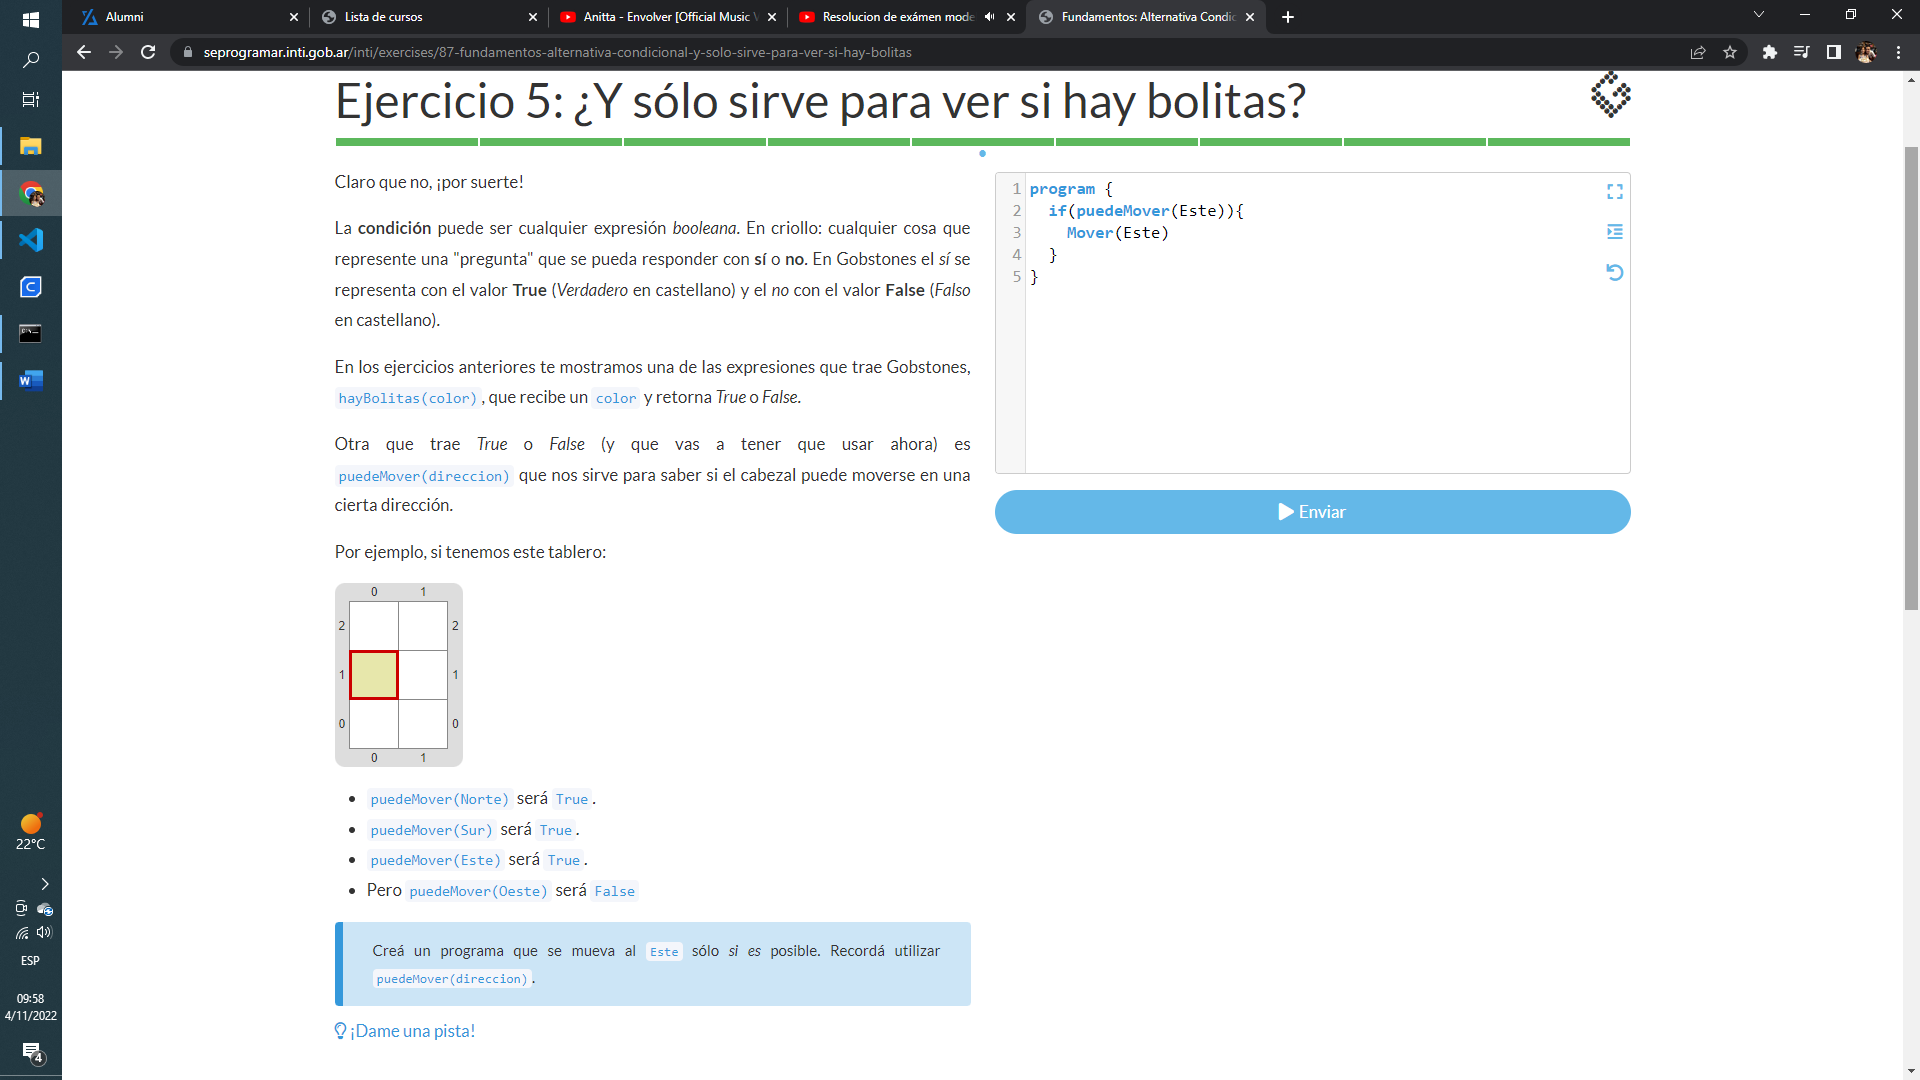 Alumni
Lista de cursos
Anitta - Envolver [Official Music V
Resolucion de exámen mode
Fundamentos: Alternativa Condic
seprogramar.inti.gob.ar/inti/exercises/87-fundamentos-alternativa-condicional-y-solo-sirve-para-ver-si-hay-bolitas
Ejercicio 5: ¿Y sólo sirve para ver si hay bolitas?
Claro que no, ¡por suerte!
La condición puede ser cualquier expresión booleana. En criollo: cualquier cosa que
represente una "pregunta" que se pueda responder con sí o no. En Gobstones el sí se
representa con el valor True (Verdadero en castellano) y el no con el valor False (Falso
en castellano).
En los ejercicios anteriores te mostramos una de las expresiones que trae Gobstones,
hayBolitas(color) , que recibe un color y retorna True o False.
Otra que trae True o False (y que vas a tener que usar ahora) es
puedeMover(direccion) que nos sirve para saber si el cabezal puede moverse en una
cierta dirección.
Por ejemplo, si tenemos este tablero:
0 1
2 2
1 1
0 0
0 1
puedeMover(Norte) será True .
puedeMover(Sur) será True .
puedeMover(Este) será True .
Pero puedeMover(Oeste) será False
Creá un programa que se mueva al Este sólo si es posible. Recordá utilizar
puedeMover(direccion) .
¡Dame una pista!
1 program {
2 if(puedeMover(Este)){
3 Mover(Este)
4 }
5 }
Enviar
22°C
ESP
09:58
4/11/2022
4